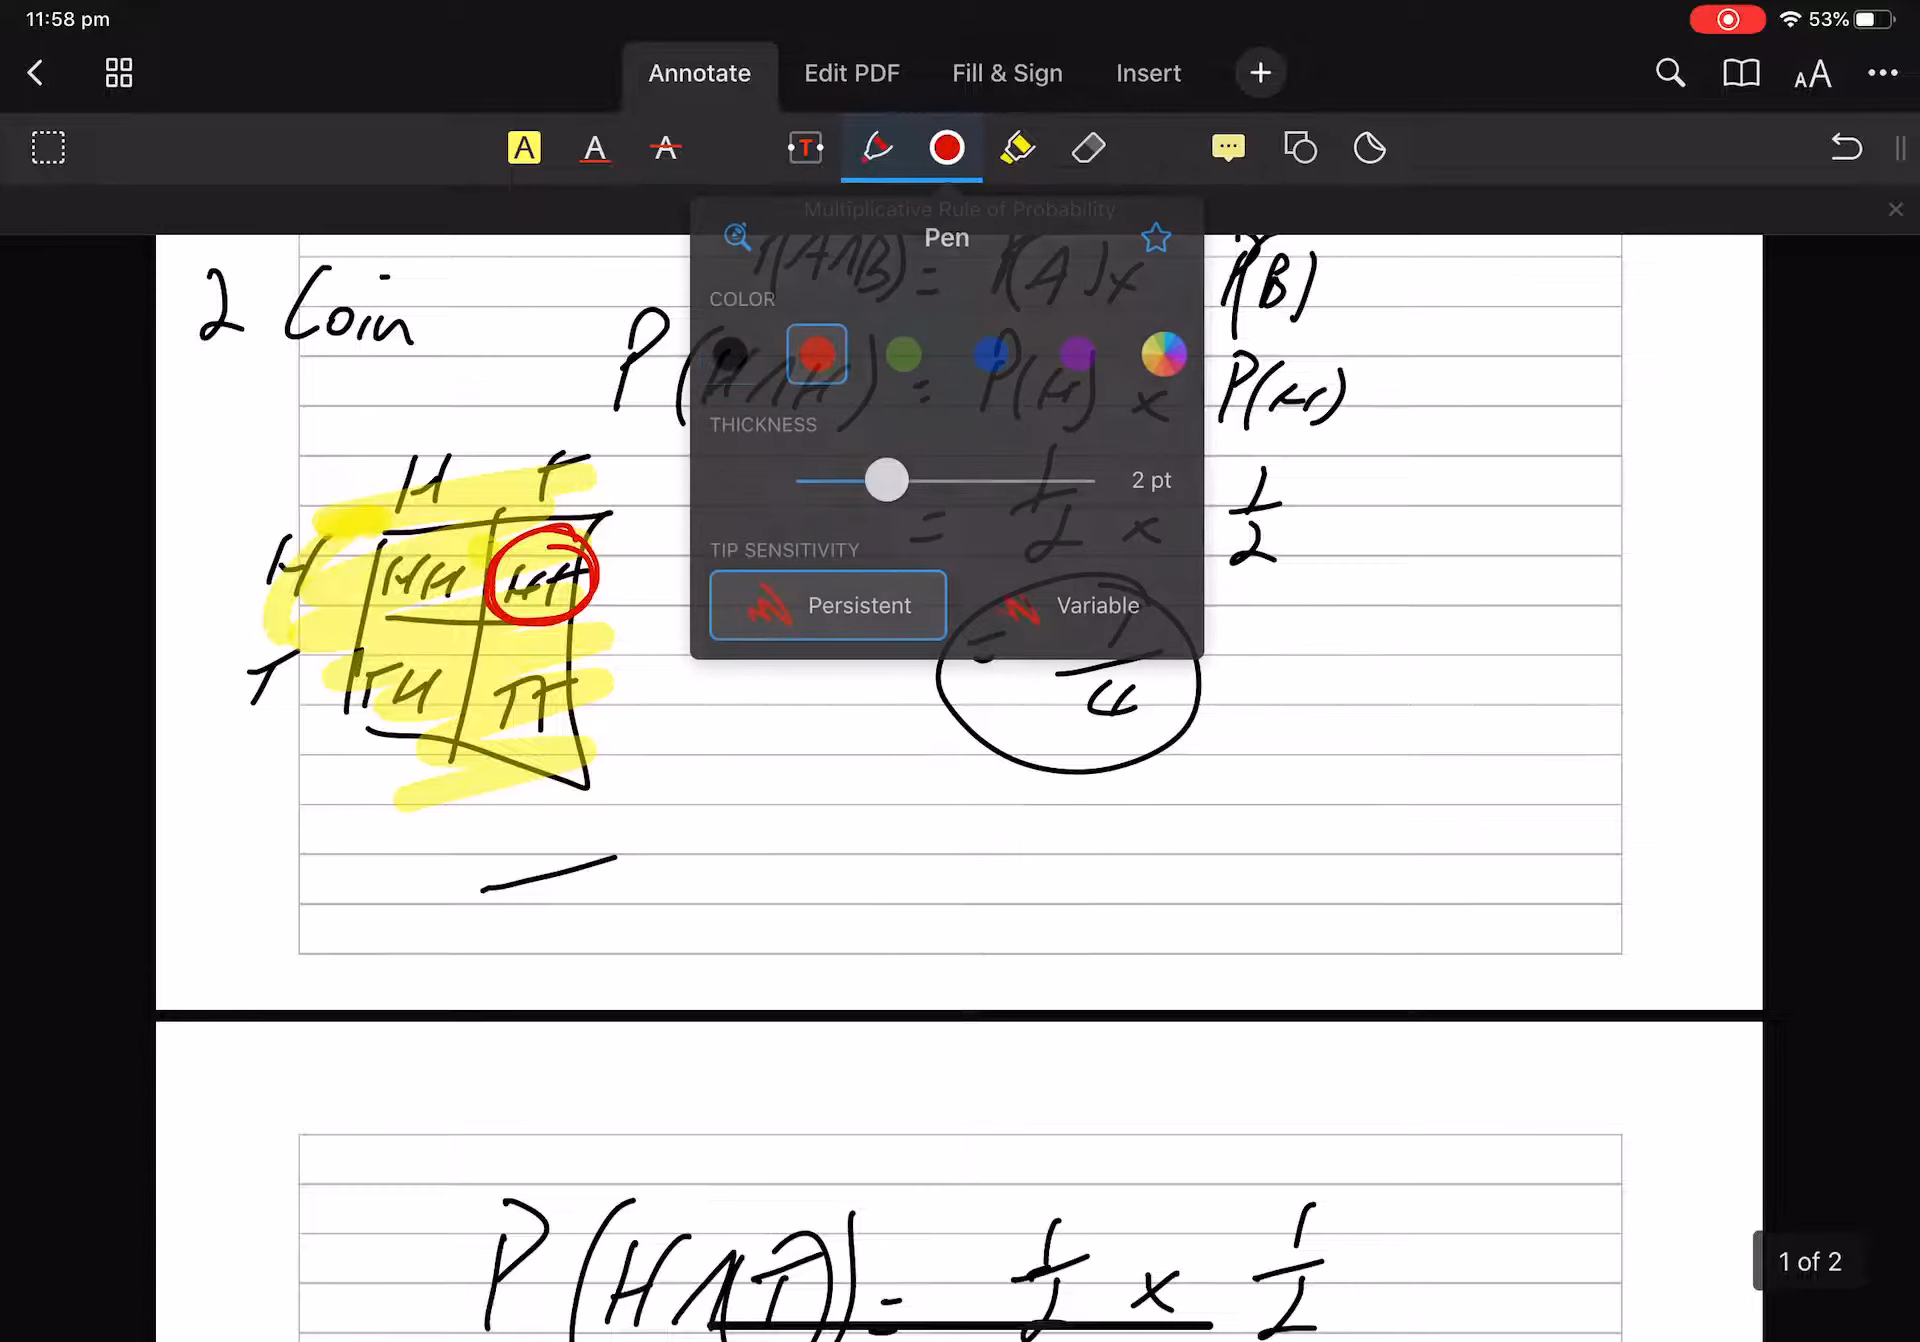 11:58 pm
53%
Annotate Edit PDF Fill & Sign Insert
AA
A A A T
Multiplicative Rule of Probability
Pen
2 Coin
P(A∩B) = P(A) x P(B)
COLOR
P(H∩H) = P(H) x P(H)
THICKNESS
2 pt
= 1/2 x 1/2
TIP SENSITIVITY
Persistent Variable
= 1/4
H T
H HH
T TH TT
P(H∩T) = 1/2 x 1/2
1 of 2